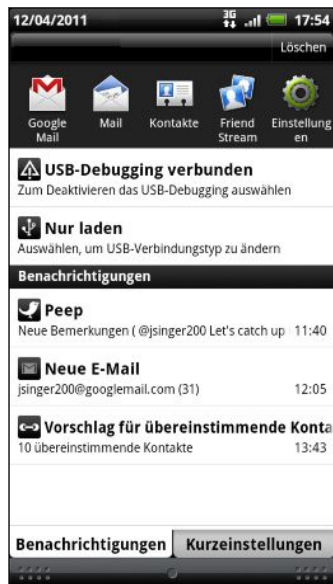 12/04/2011 3G 17:54
Löschen
Google Mail Mail Kontakte Friend Stream Einstellungen
USB-Debugging verbunden
Zum Deaktivieren das USB-Debugging auswählen
Nur laden
Auswählen, um USB-Verbindungstyp zu ändern
Benachrichtigungen
Peep
Neue Bemerkungen ( @jsinger200 Let's catch up 11:40
Neue E-Mail
jsinger200@googlemail.com (31) 12:05
Vorschlag für übereinstimmende Konta
10 übereinstimmende Kontakte 13:43
Benachrichtigungen Kurzeinstellungen